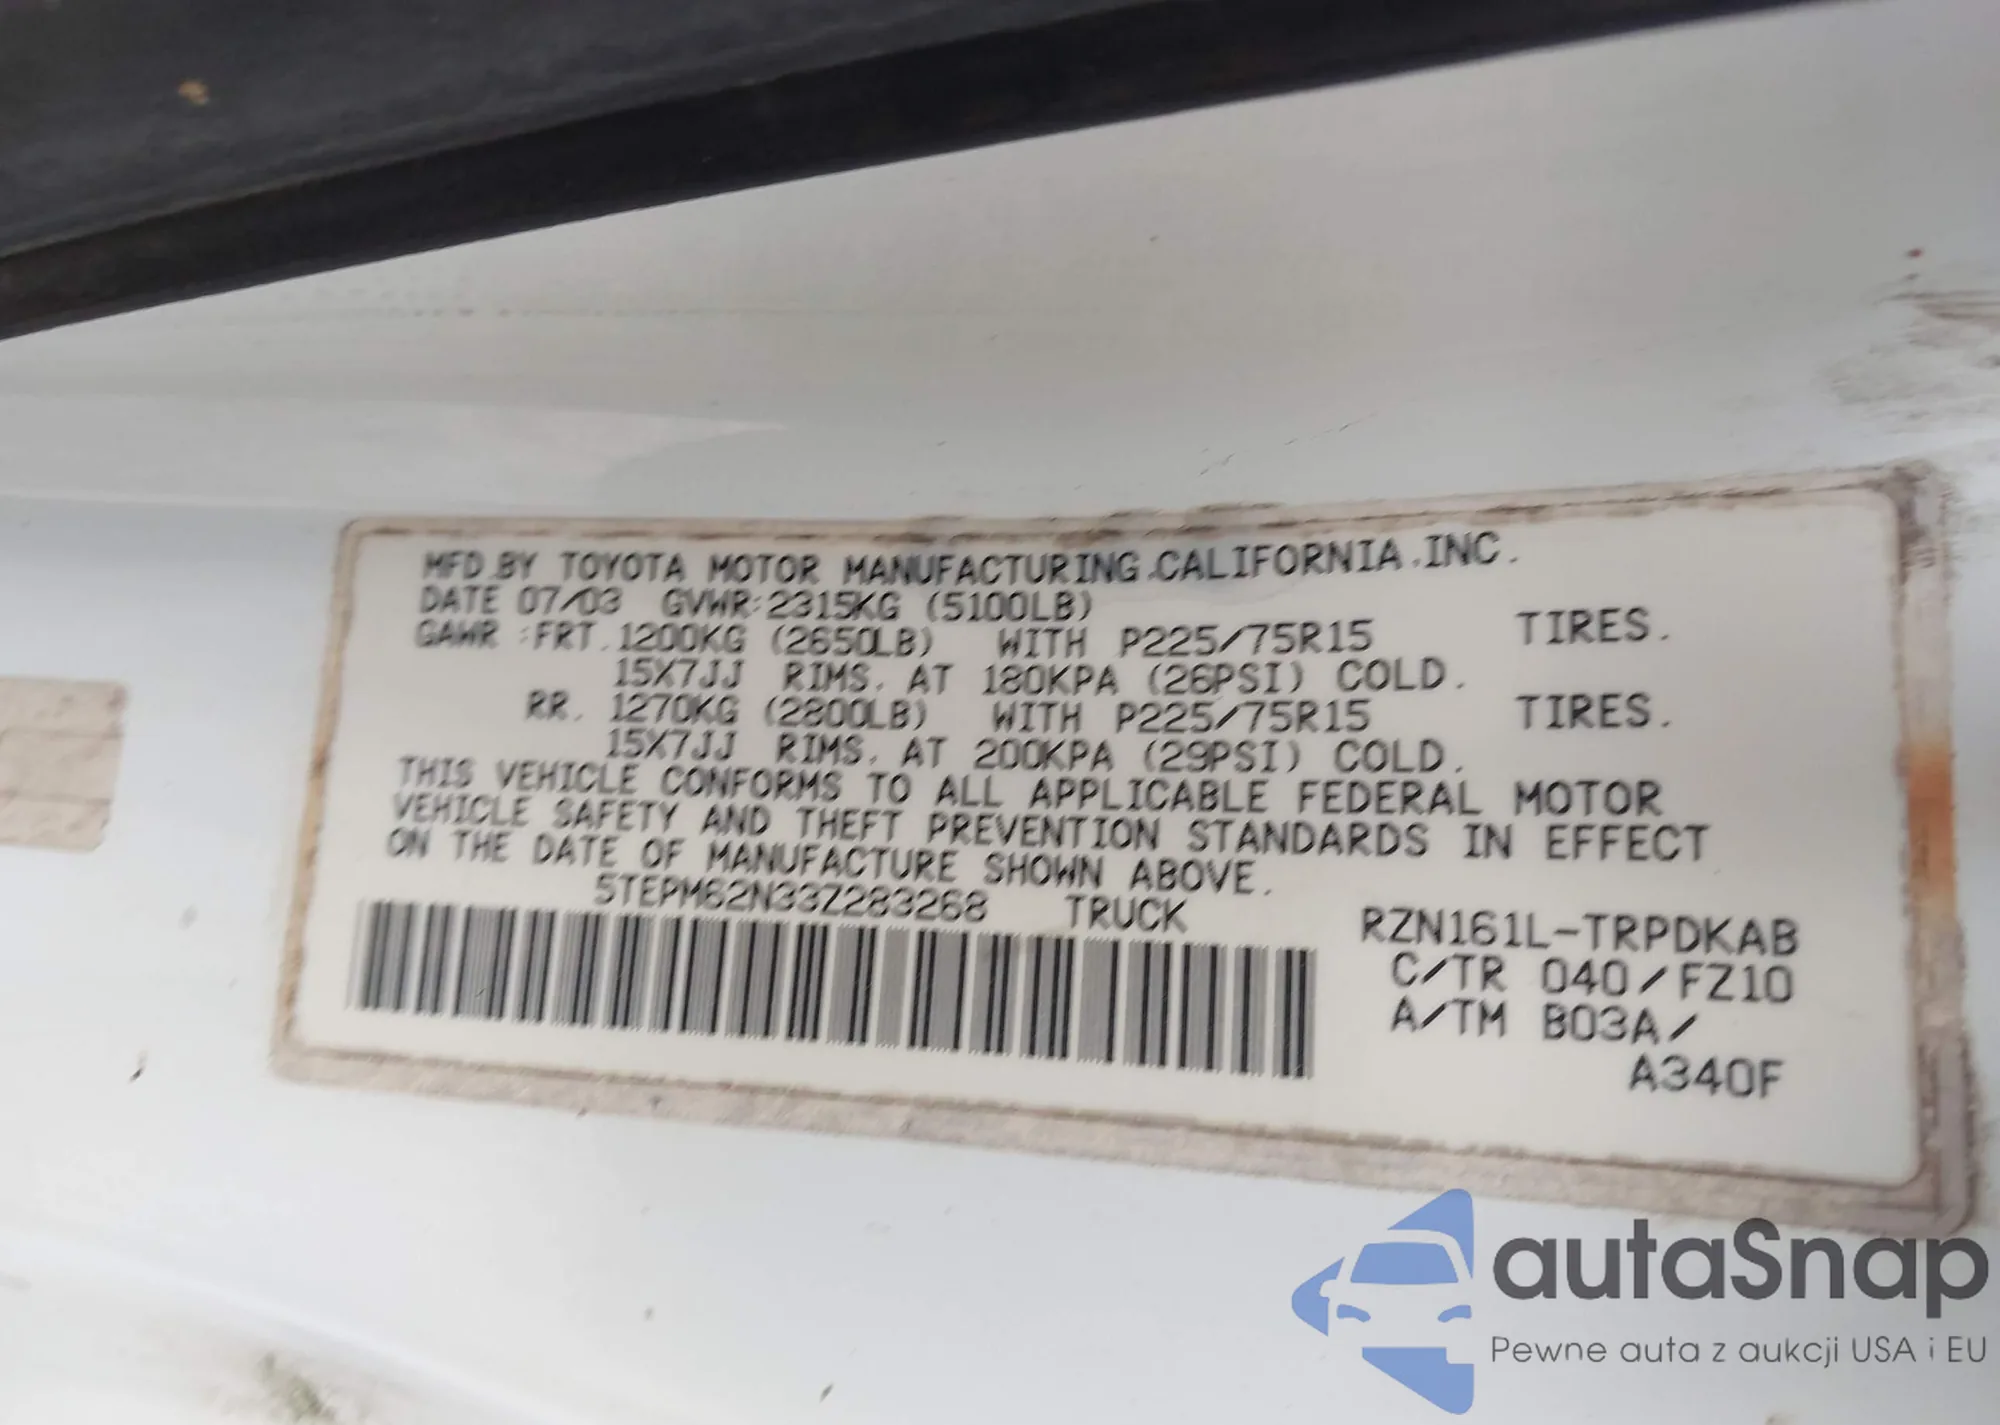 MFD.BY TOYOTA MOTOR MANUFACTURING.CALIFORNIA.INC.
DATE 07/03 GVWR:2315KG (5100LB)
GAWR :FRT. 1200KG (2650LB) WITH P225/75R15 TIRES.
15X7JJ RIMS. AT 180KPA (26PSI) COLD.
RR. 1270KG (2800LB) WITH P225/75R15 TIRES.
15X7JJ RIMS. AT 200KPA (29PSI) COLD.
THIS VEHICLE CONFORMS TO ALL APPLICABLE FEDERAL MOTOR
VEHICLE SAFETY AND THEFT PREVENTION STANDARDS IN EFFECT
ON THE DATE OF MANUFACTURE SHOWN ABOVE.
5TEPM62N33Z283268 TRUCK RZN161L-TRPDKAB
C/TR 040/FZ10
A/TM B03A/
A340F
autaSnap
Pewne auta z aukcji USA i EU